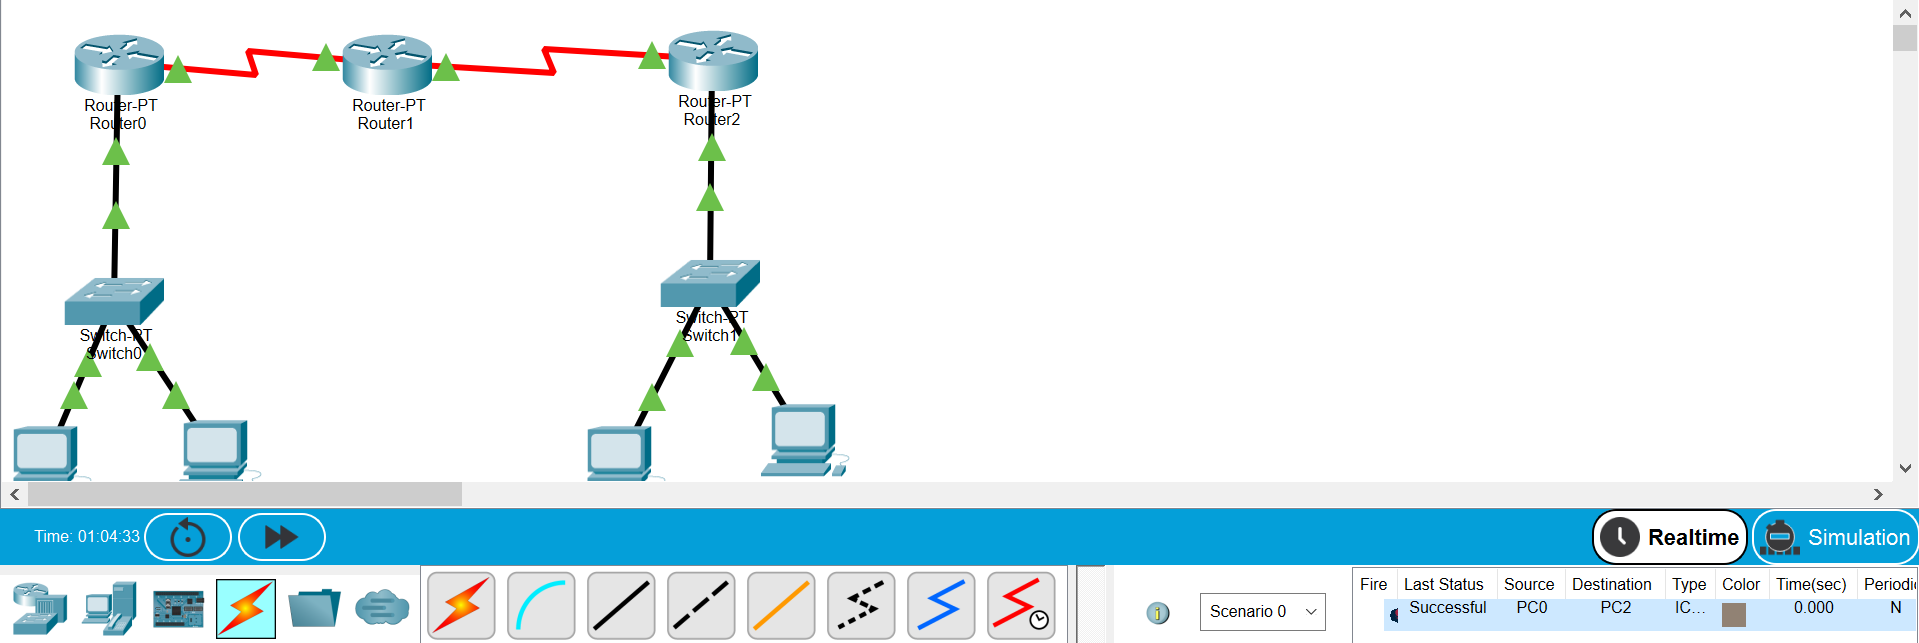 Router-PT
Router0
Router-PT
Router1
Router-PT
Router2
Switch-PT
Switch0
Switch-PT
Switch1
Time: 01:04:33
Realtime
Simulation
Scenario 0
Fire Last Status Source Destination Type Color Time(sec) Periodi
Successful PC0 PC2 IC... 0.000 N